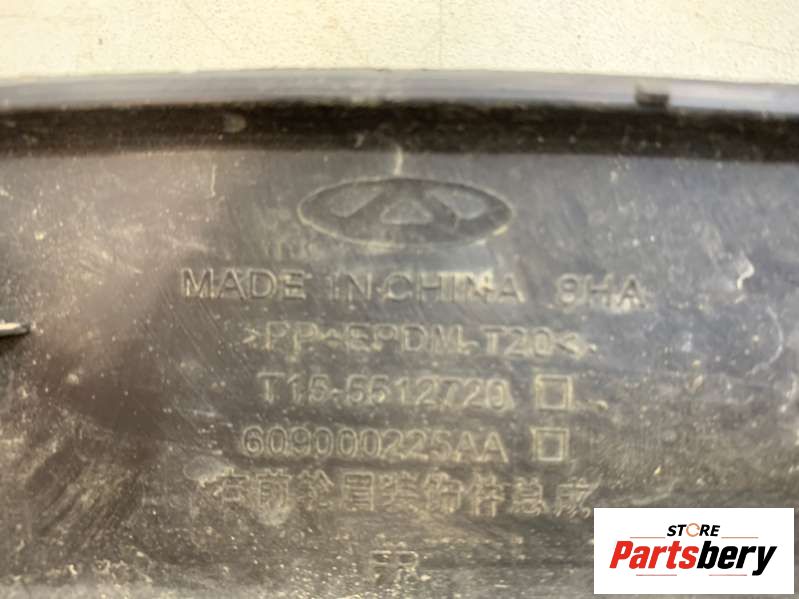 MADE IN CHINA 9HA
>PP+EPDM-T20<
T15-5512720
609000225AA
右前轮眉装饰件总成
FR
STORE
Partsbery